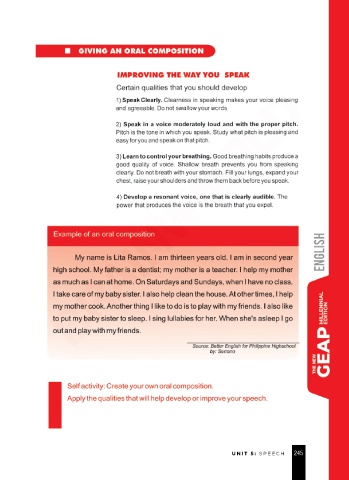 GIVING AN ORAL COMPOSITION
IMPROVING THE WAY YOU SPEAK
Certain qualities that you should develop
1) Speak Clearly. Clearness in speaking makes your voice pleasing
and agreeable. Do not swallow your words
2) Speak in a voice moderately loud and with the proper pitch.
Pitch is the tone in which you speak. Study what pitch is pleasing and
easy for you and speak on that pitch.
3) Learn to control your breathing. Good breathing habits produce a
good quality of voice. Shallow breath prevents you from speaking
clearly. Do not breath with your stomach. Fill your lungs, expand your
chest, raise your shoulders and throw them back before you speak.
4) Develop a resonant voice, one that is clearly audible. The
power that produces the voice is the breath that you expel.
Example of an oral composition
My name is Lita Ramos. I am thirteen years old. I am in second year
high school. My father is a dentist; my mother is a teacher. I help my mother
as much as I can at home. On Saturdays and Sundays, when I have no class,
I take care of my baby sister. I also help clean the house. At other times, I help
my mother cook. Another thing I like to do is to play with my friends. I also like
to put my baby sister to sleep. I sing lullabies for her. When she's asleep I go
out and play with my friends.
Source: Better English for Philippine Highschool
by: Serrano
Self activity: Create your own oral composition.
Apply the qualities that will help develop or improve your speech.
ENGLISH
THE NEW
GEAP
MILLENNIAL
EDITION
UNIT 5: SPEECH 245